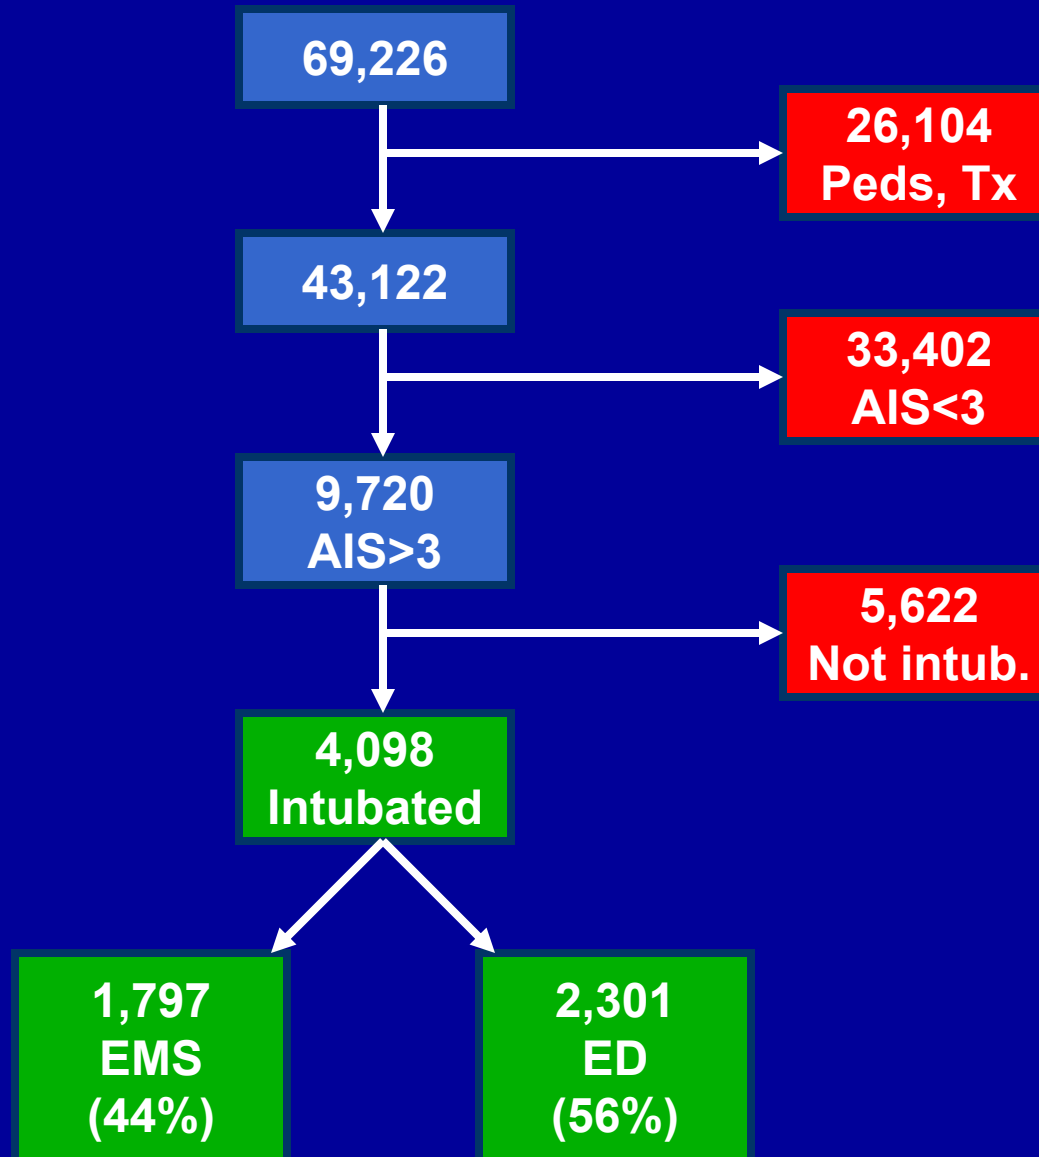 69,226
26,104
Peds, Tx
43,122
33,402
AIS<3
9,720
AIS>3
5,622
Not intub.
4,098
Intubated
1,797
EMS
(44%)
2,301
ED
(56%)